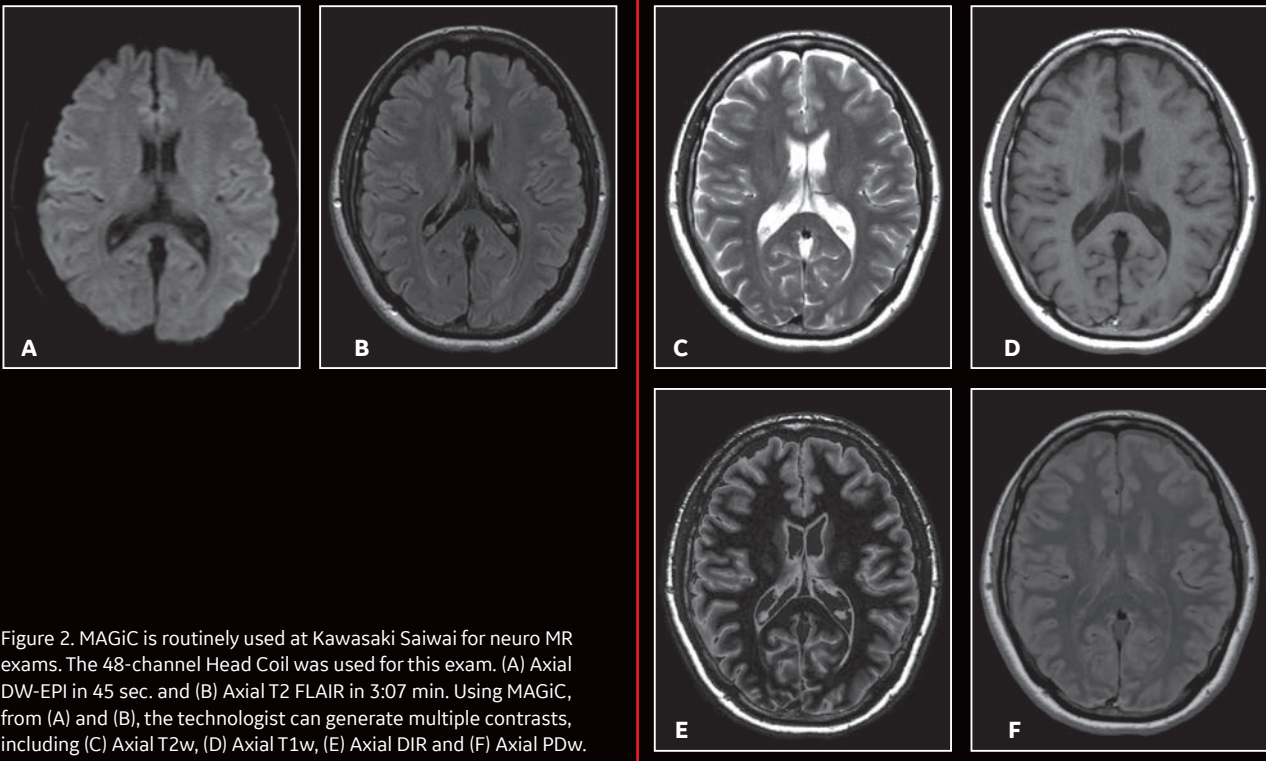 A
B
C
D
E
F
Figure 2. MAGiC is routinely used at Kawasaki Saiwai for neuro MR
exams. The 48-channel Head Coil was used for this exam. (A) Axial
DW-EPI in 45 sec. and (B) Axial T2 FLAIR in 3:07 min. Using MAGiC,
from (A) and (B), the technologist can generate multiple contrasts,
including (C) Axial T2w, (D) Axial T1w, (E) Axial DIR and (F) Axial PDw.